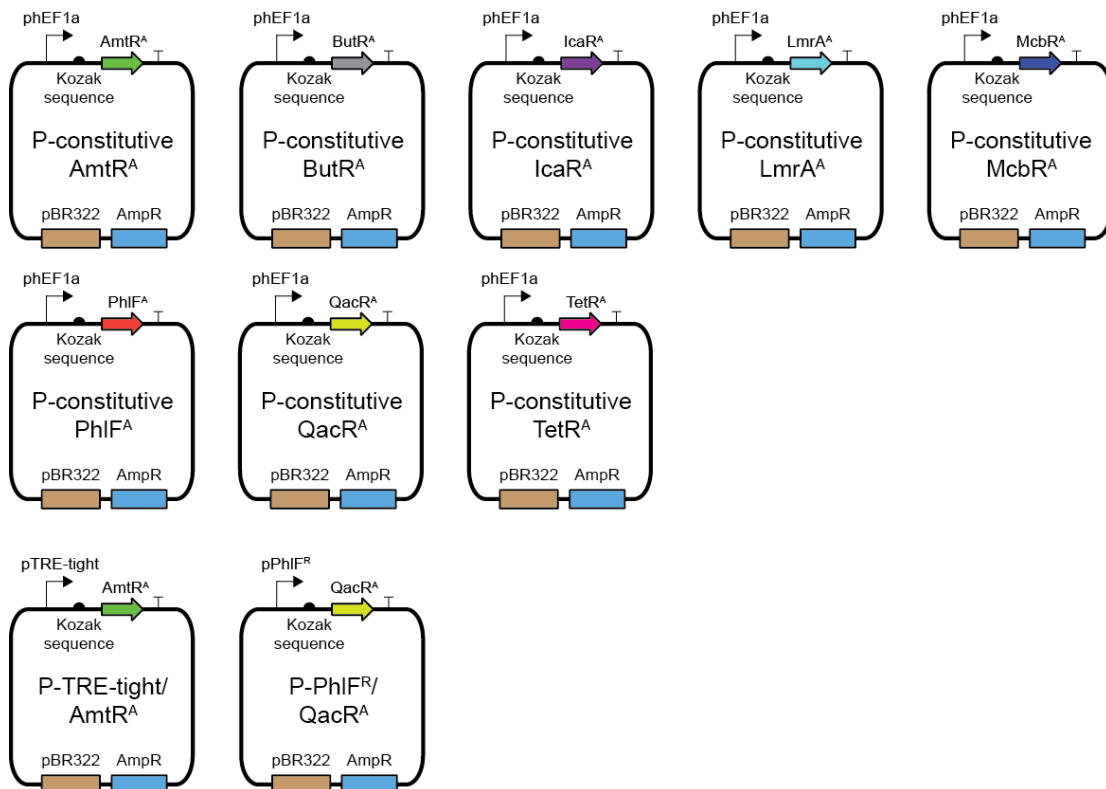 phEF1a phEF1a phEF1a phEF1a phEF1a
AmtRᴬ ButRᴬ IcaRᴬ LmrAᴬ McbRᴬ
Kozak Kozak Kozak Kozak Kozak
sequence sequence sequence sequence sequence
P-constitutive P-constitutive P-constitutive P-constitutive P-constitutive
AmtRᴬ ButRᴬ IcaRᴬ LmrAᴬ McbRᴬ
pBR322 AmpR pBR322 AmpR pBR322 AmpR pBR322 AmpR pBR322 AmpR
phEF1a phEF1a phEF1a
PhlFᴬ QacRᴬ TetRᴬ
Kozak Kozak Kozak
sequence sequence sequence
P-constitutive P-constitutive P-constitutive
PhlFᴬ QacRᴬ TetRᴬ
pBR322 AmpR pBR322 AmpR pBR322 AmpR
pTRE-tight pPhlFᴿ
AmtRᴬ QacRᴬ
Kozak Kozak
sequence sequence
P-TRE-tight/ P-PhlFᴿ/
AmtRᴬ QacRᴬ
pBR322 AmpR pBR322 AmpR